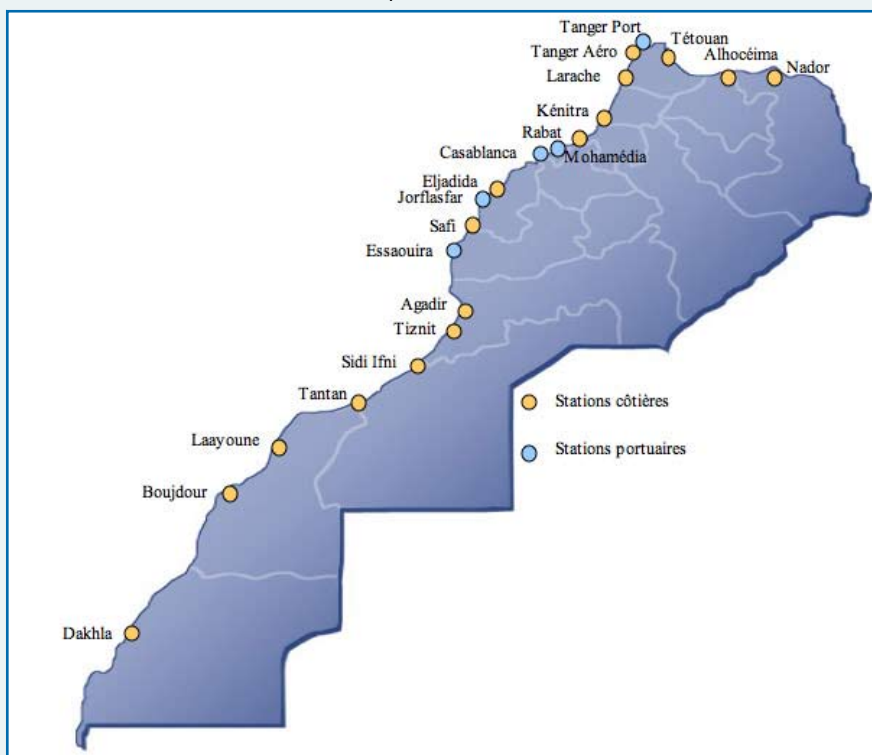 Tanger Port
Tétouan
Tanger Aéro
Alhocéima
Larache
Nador
Kénitra
Rabat
Casablanca
Mohamédia
Eljadida
Jorflasfar
Safi
Essaouira
Agadir
Tiznit
Sidi Ifni
Tantan
Stations côtières
Laayoune
Stations portuaires
Boujdour
Dakhla